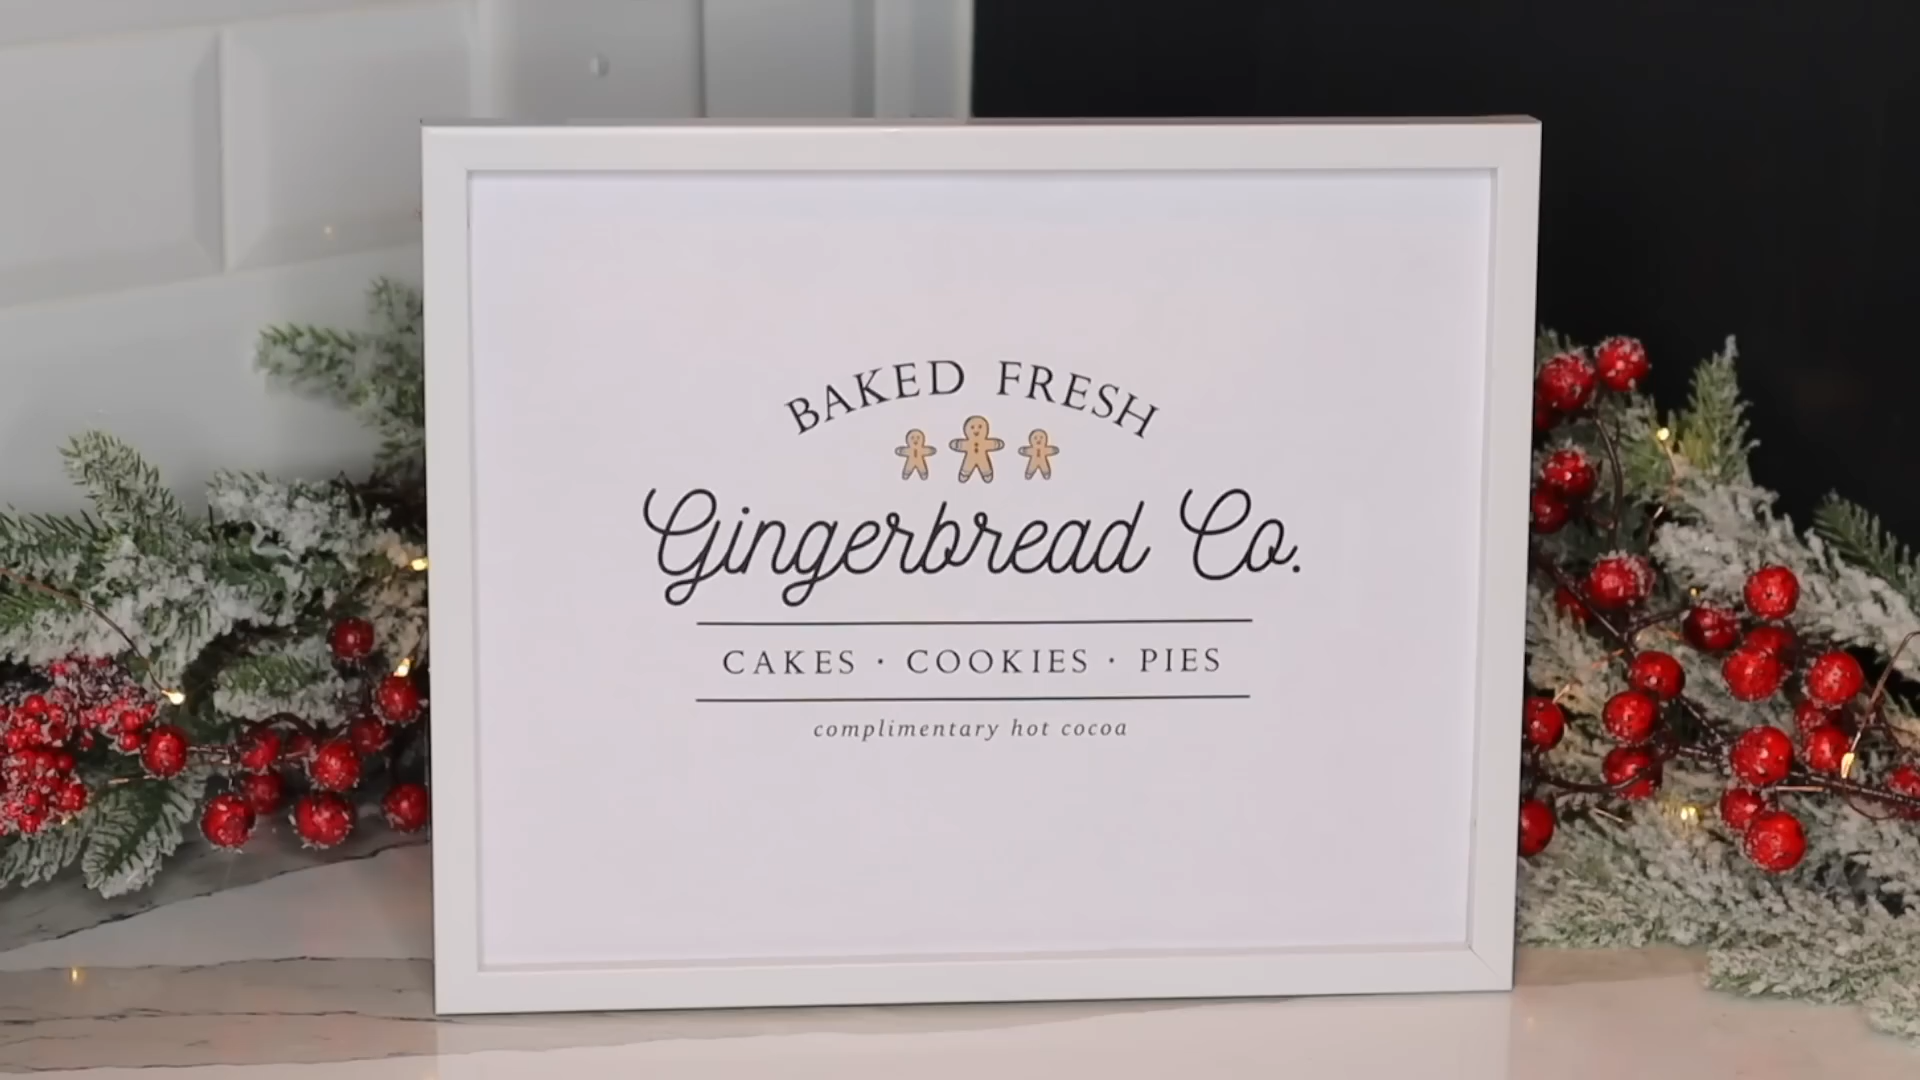 BAKED FRESH
Gingerbread Co.
CAKES · COOKIES · PIES
complimentary hot cocoa